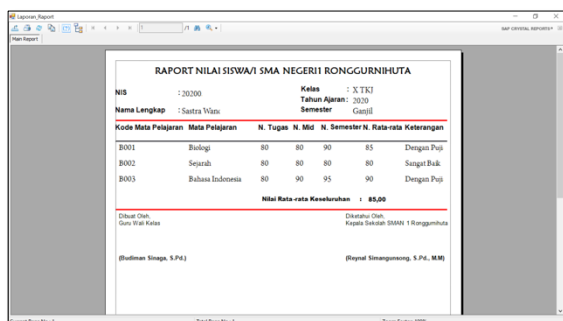 Laporan_Raport
1 /1 SAP CRYSTAL REPORTS
Main Report
RAPORT NILAI SISWA/I SMA NEGERI1 RONGGURNIHUTA
NIS : 20200 Kelas : X TKJ
Tahun Ajaran : 2020
Nama Lengkap : Sastra Wanc Semester Ganjil
Kode Mata Pelajaran Mata Pelajaran N. Tugas N. Mid N. Semester N. Rata-rata Keterangan
B001 Biologi 80 80 90 85 Dengan Puji
B002 Sejarah 80 80 80 80 Sangat Baik
B003 Bahasa Indonesia 80 90 95 90 Dengan Puji
Nilai Rata-rata Keseluruhan : 85,00
Dibuat Oleh, Diketahui Oleh,
Guru Wali Kelas Kepala Sekolah SMAN 1 Ronggurnihuta
(Budiman Sinaga, S.Pd.) (Reynal Simangunsong, S.Pd., M.M)